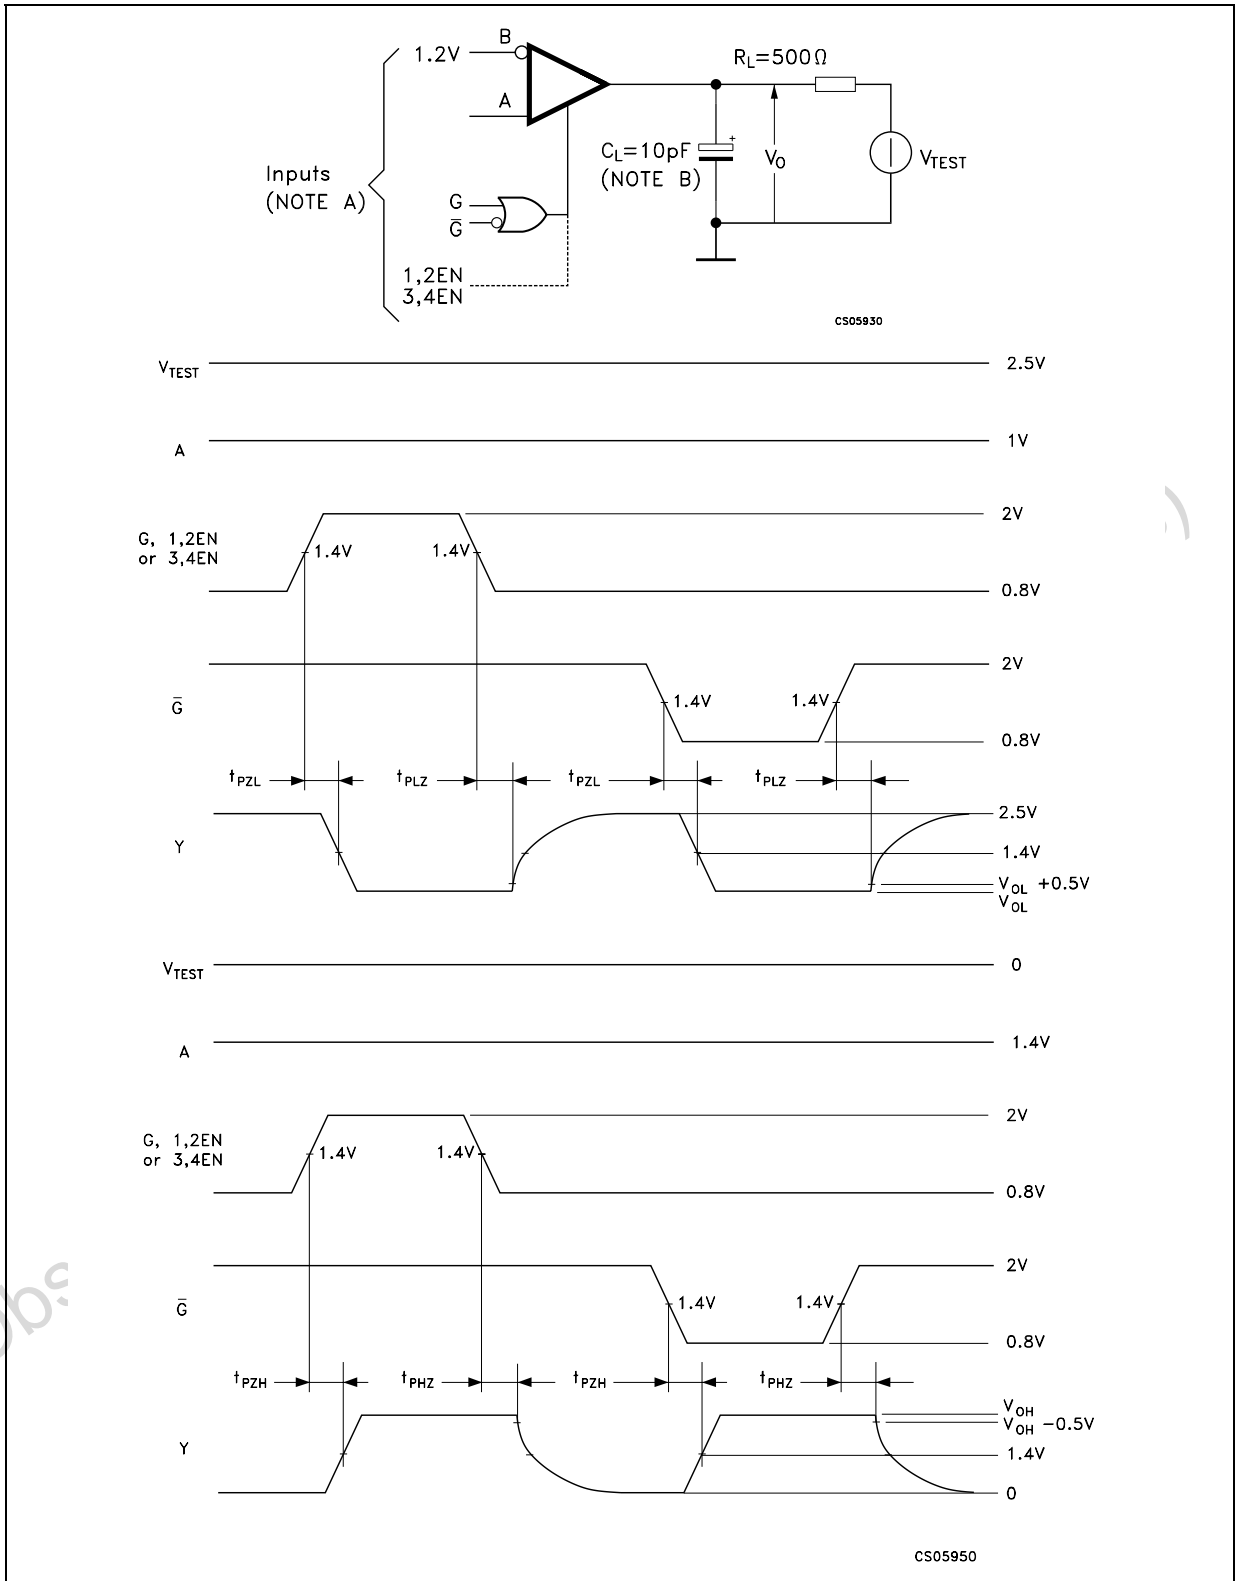 B
1.2V
R_L=500Ω
A
C_L=10pF
(NOTE B)
V_O
V_TEST
Inputs
(NOTE A)
G
G̅
1,2EN
3,4EN
CS05930
V_TEST
2.5V
A
1V
2V
G, 1,2EN
or 3,4EN
1.4V
1.4V
0.8V
2V
G̅
1.4V
1.4V
0.8V
t_PZL
t_PLZ
t_PZL
t_PLZ
2.5V
Y
1.4V
V_OL +0.5V
V_OL
V_TEST
0
A
1.4V
2V
G, 1,2EN
or 3,4EN
1.4V
1.4V
0.8V
2V
G̅
1.4V
1.4V
0.8V
t_PZH
t_PHZ
t_PZH
t_PHZ
V_OH
V_OH -0.5V
Y
1.4V
0
CS05950